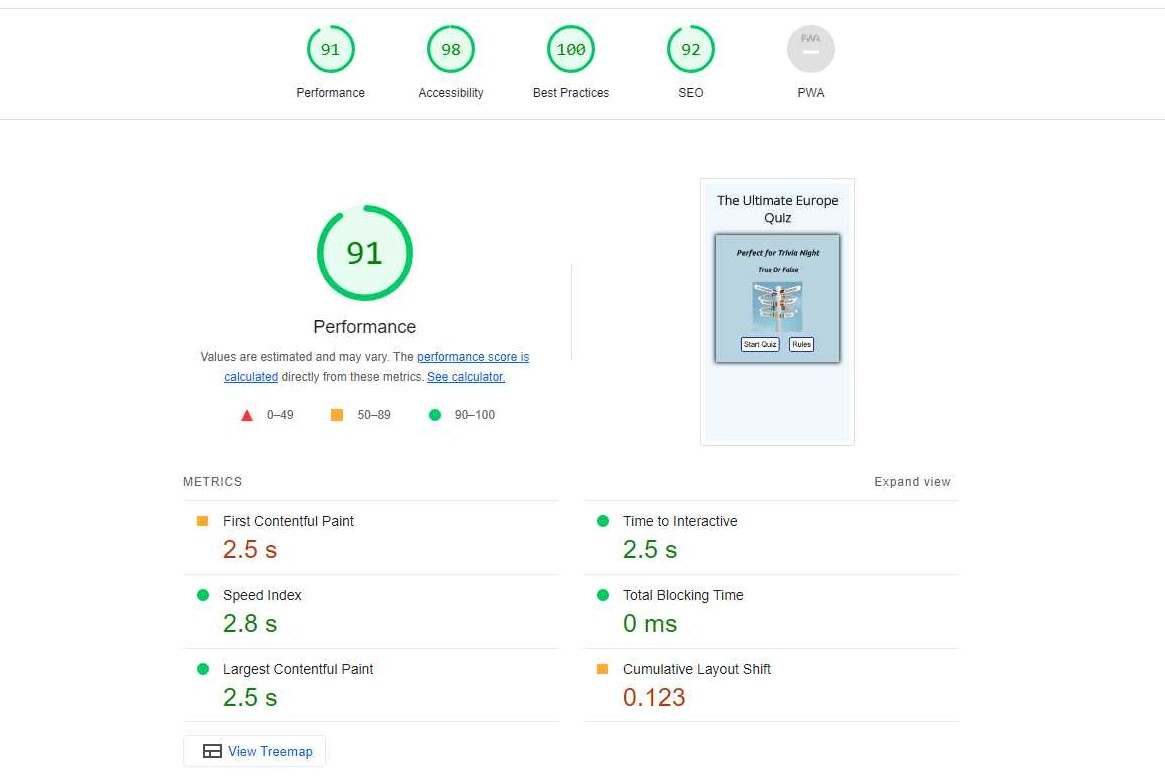 91
98
100
92
PWA
Performance
Accessibility
Best Practices
SEO
PWA
The Ultimate Europe
Quiz
Perfect for Trivia Night
True Or False
Start Quiz
Rules
91
Performance
Values are estimated and may vary. The performance score is
calculated directly from these metrics. See calculator.
0–49
50–89
90–100
METRICS
Expand view
First Contentful Paint
2.5 s
Time to Interactive
2.5 s
Speed Index
2.8 s
Total Blocking Time
0 ms
Largest Contentful Paint
2.5 s
Cumulative Layout Shift
0.123
View Treemap